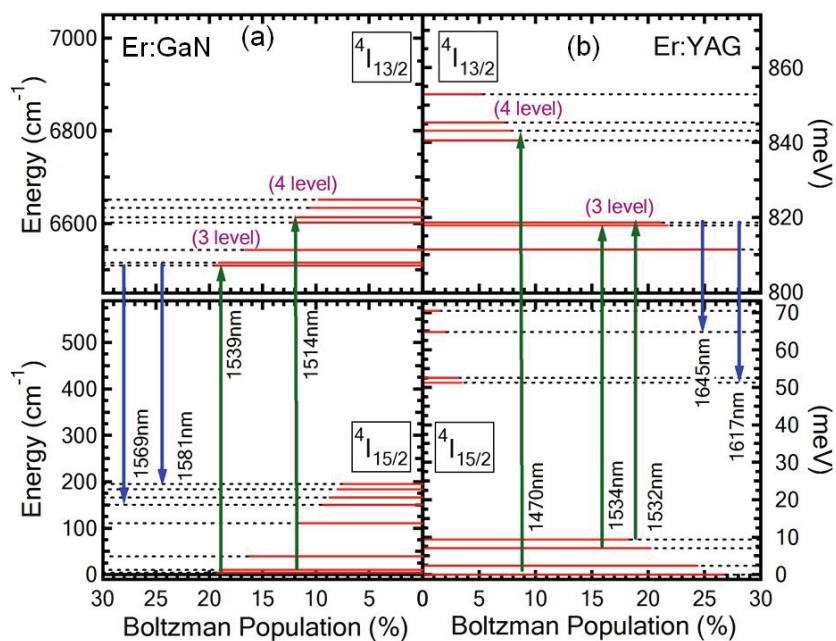 Er:GaN (a)
4I13/2
(4 level)
(3 level)
7000
6800
6600
Energy (cm-1)
1569nm
1581nm
1539nm
1514nm
4I15/2
500
400
300
200
100
0
Energy (cm-1)
30 20 10
Boltzman Population (%)
(b) Er:YAG
4I13/2
(4 level)
(3 level)
860
840
820
800
(meV)
1470nm
1534nm
1532nm
1645nm
1617nm
4I15/2
70
60
50
40
30
20
10
0
(meV)
0 5 10 15 20 25 30
Boltzman Population (%)